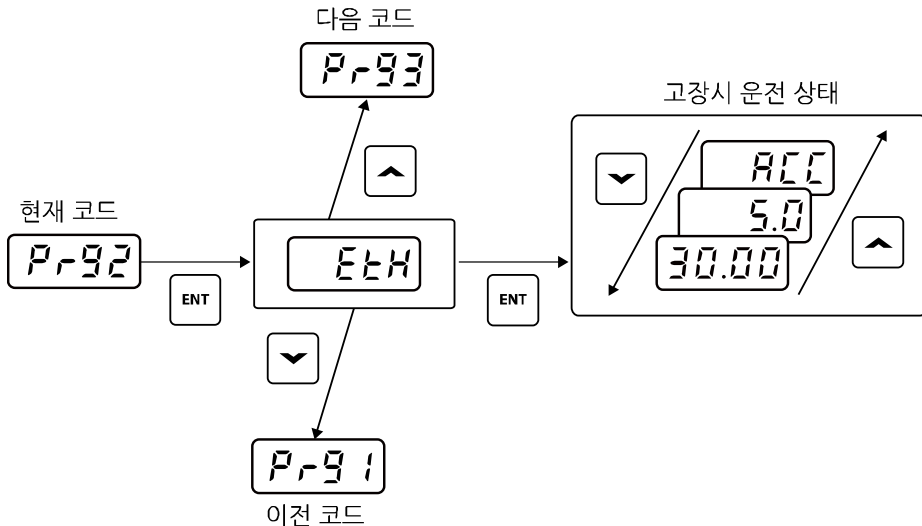 다음 코드
Pr93
고장시 운전 상태
ACC
5.0
30.00
현재 코드
Pr92
EtH
ENT
ENT
Pr91
이전 코드